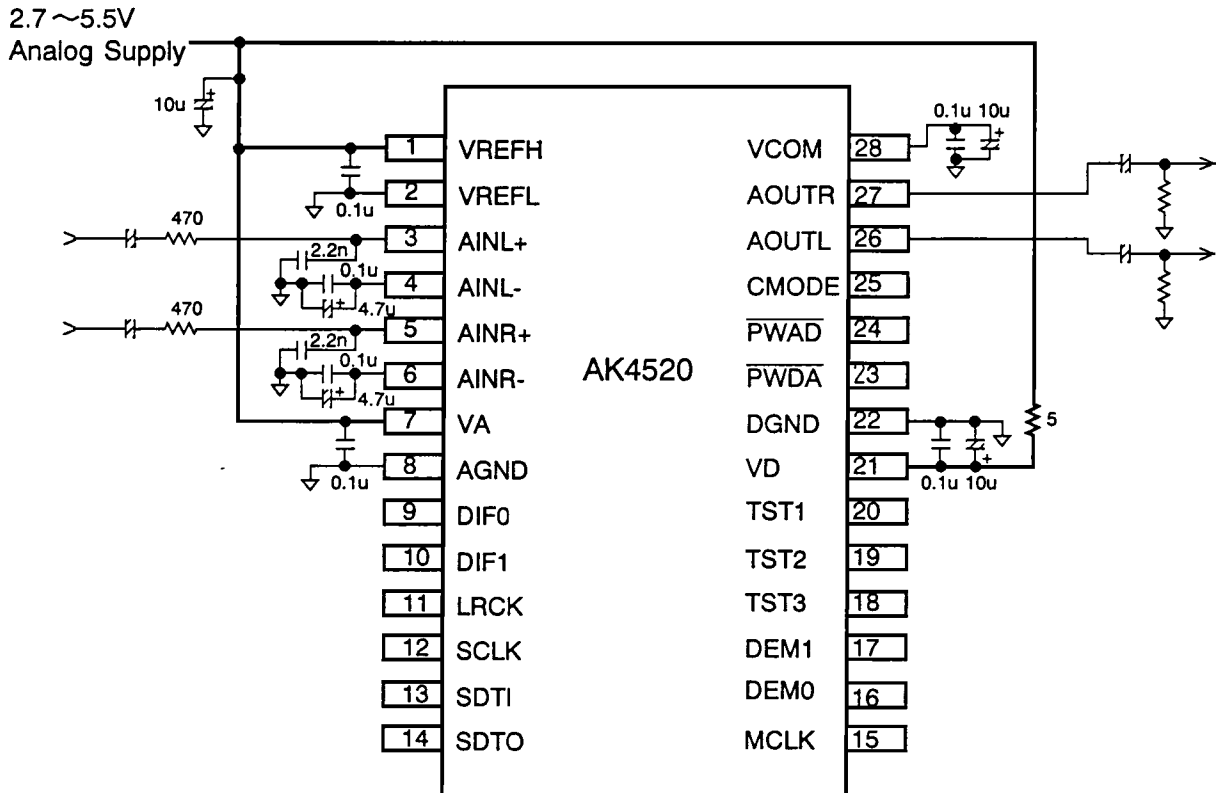 2.7～5.5V
Analog Supply
10u
0.1u 10u
1 VREFH
VCOM 28
0.1u
2 VREFL
AOUTR 27
470
3 AINL+
AOUTL 26
2.2n
0.1u
4 AINL-
CMODE 25
4.7u
470
5 AINR+
PWAD 24
2.2n
0.1u
6 AINR-
PWDA 23
4.7u
AK4520
7 VA
DGND 22
5
0.1u
8 AGND
VD 21
0.1u 10u
9 DIF0
TST1 20
10 DIF1
TST2 19
11 LRCK
TST3 18
12 SCLK
DEM1 17
13 SDTI
DEM0 16
14 SDTO
MCLK 15
+
+
+
+
+